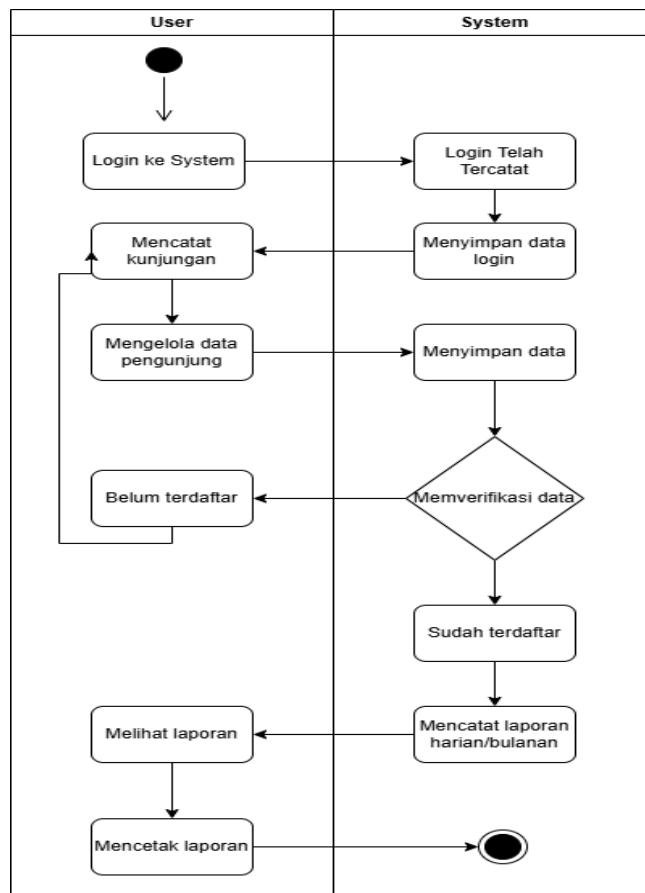 User
System
Login ke System
Login Telah
Tercatat
Mencatat
kunjungan
Menyimpan data
login
Mengelola data
pengunjung
Menyimpan data
Belum terdaftar
Memverifikasi data
Sudah terdaftar
Melihat laporan
Mencatat laporan
harian/bulanan
Mencetak laporan